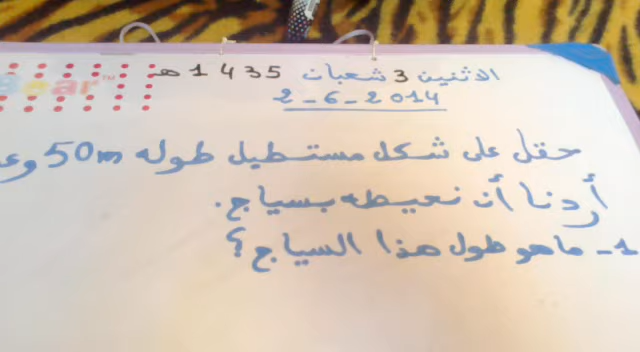 الاثنين 3 شعبان 1435 هـ
2-6-2014
حقل على شكل مستطيل طوله 50m
أردنا أن نعيطه بسياج.
1- ماهو طول هذا السياج؟